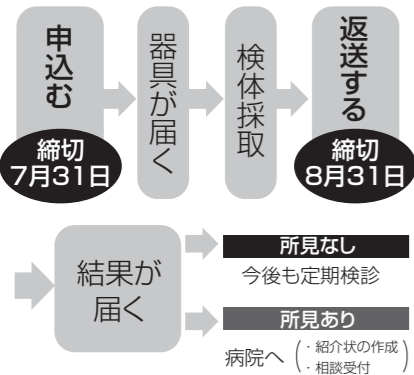 申込む
締切
7月31日
器具が届く
検体採取
返送する
締切
8月31日
結果が
届く
所見なし
今後も定期検診
所見あり
病院へ
・紹介状の作成
・相談受付